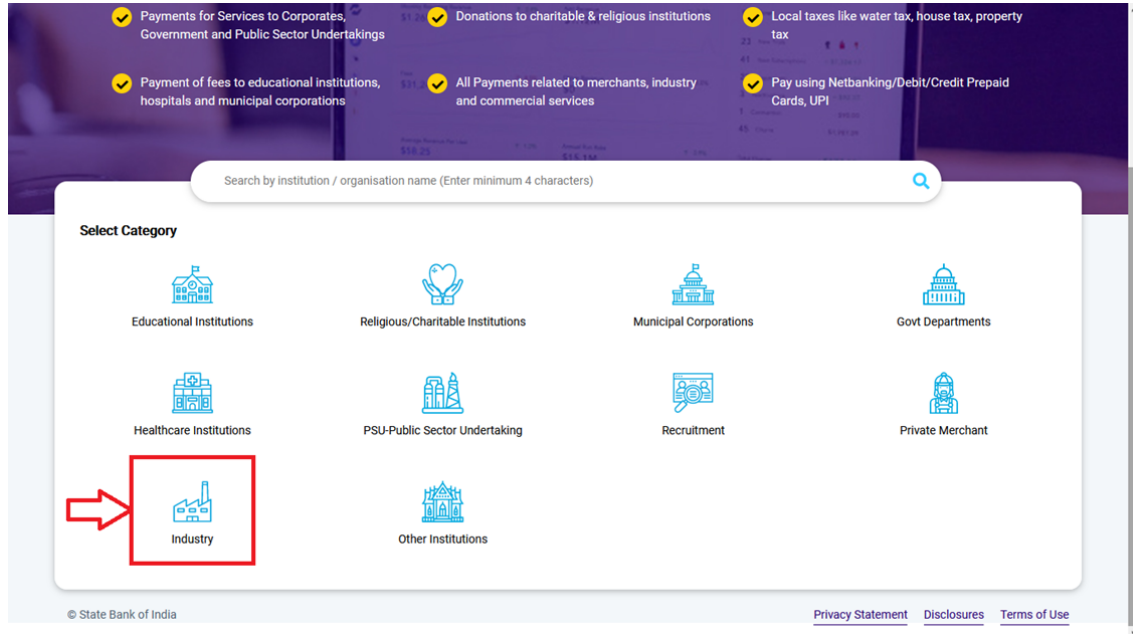 Payments for Services to Corporates,
Government and Public Sector Undertakings
Donations to charitable & religious institutions
Local taxes like water tax, house tax, property
tax
Payment of fees to educational institutions,
hospitals and municipal corporations
All Payments related to merchants, industry
and commercial services
Pay using Netbanking/Debit/Credit Prepaid
Cards, UPI
$18.25
$15.1M
Search by institution / organisation name (Enter minimum 4 characters)
Select Category
Educational Institutions
Religious/Charitable Institutions
Municipal Corporations
Govt Departments
Healthcare Institutions
PSU-Public Sector Undertaking
Recruitment
Private Merchant
Industry
Other Institutions
© State Bank of India
Privacy Statement
Disclosures
Terms of Use